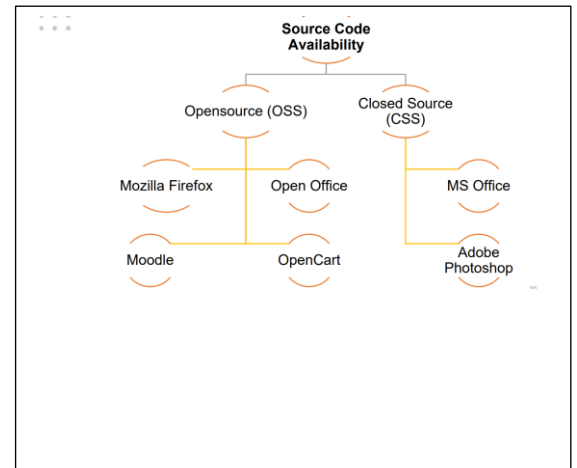 Source Code
Availability
Opensource (OSS)
Closed Source
(CSS)
Mozilla Firefox
Open Office
MS Office
Moodle
OpenCart
Adobe
Photoshop